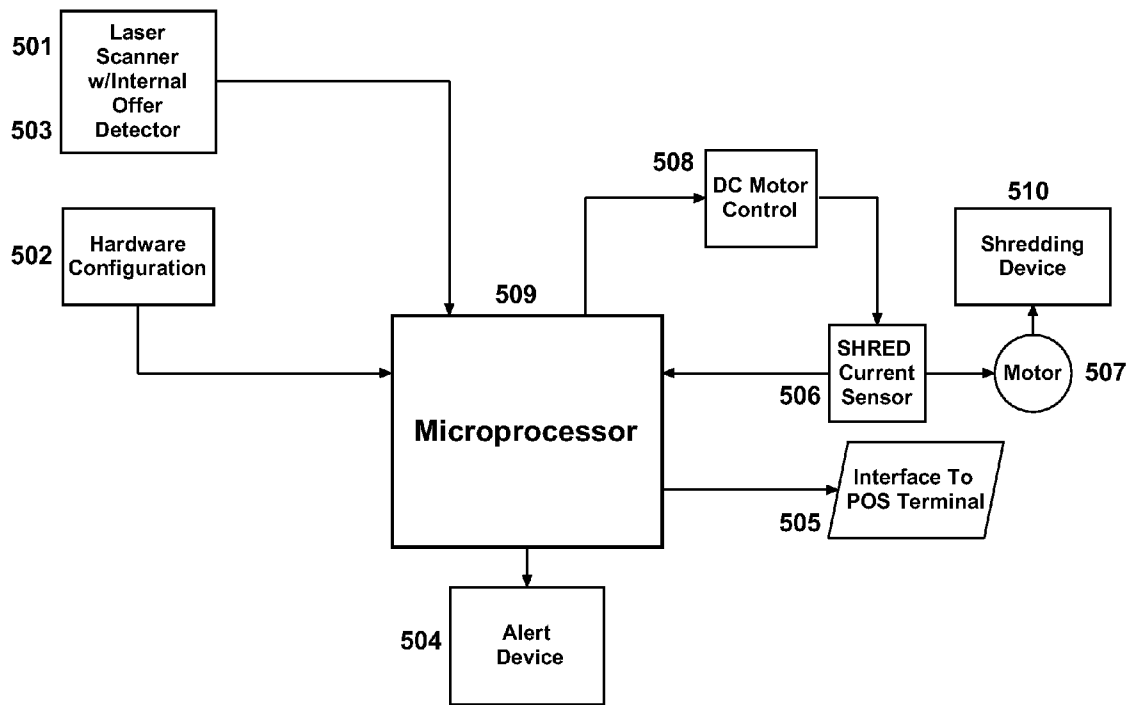 501
503
Laser
Scanner
w/Internal
Offer
Detector
502
Hardware
Configuration
508
DC Motor
Control
510
Shredding
Device
509
Microprocessor
SHRED
Current
Sensor
506
Motor
507
Interface To
POS Terminal
505
504
Alert
Device